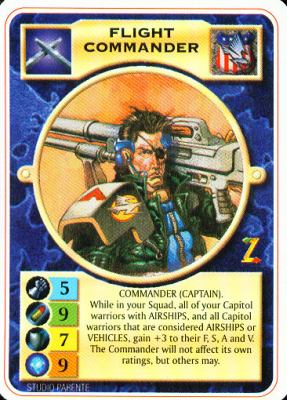 FLIGHT
COMMANDER
5
9
7
9
COMMANDER (CAPTAIN).
While in your Squad, all of your Capitol
warriors with AIRSHIPS, and all Capitol
warriors that are considered AIRSHIPS or
VEHICLES, gain +3 to their F, S, A and V.
The Commander will not affect its own
ratings, but others may.
STUDIO PARENTE